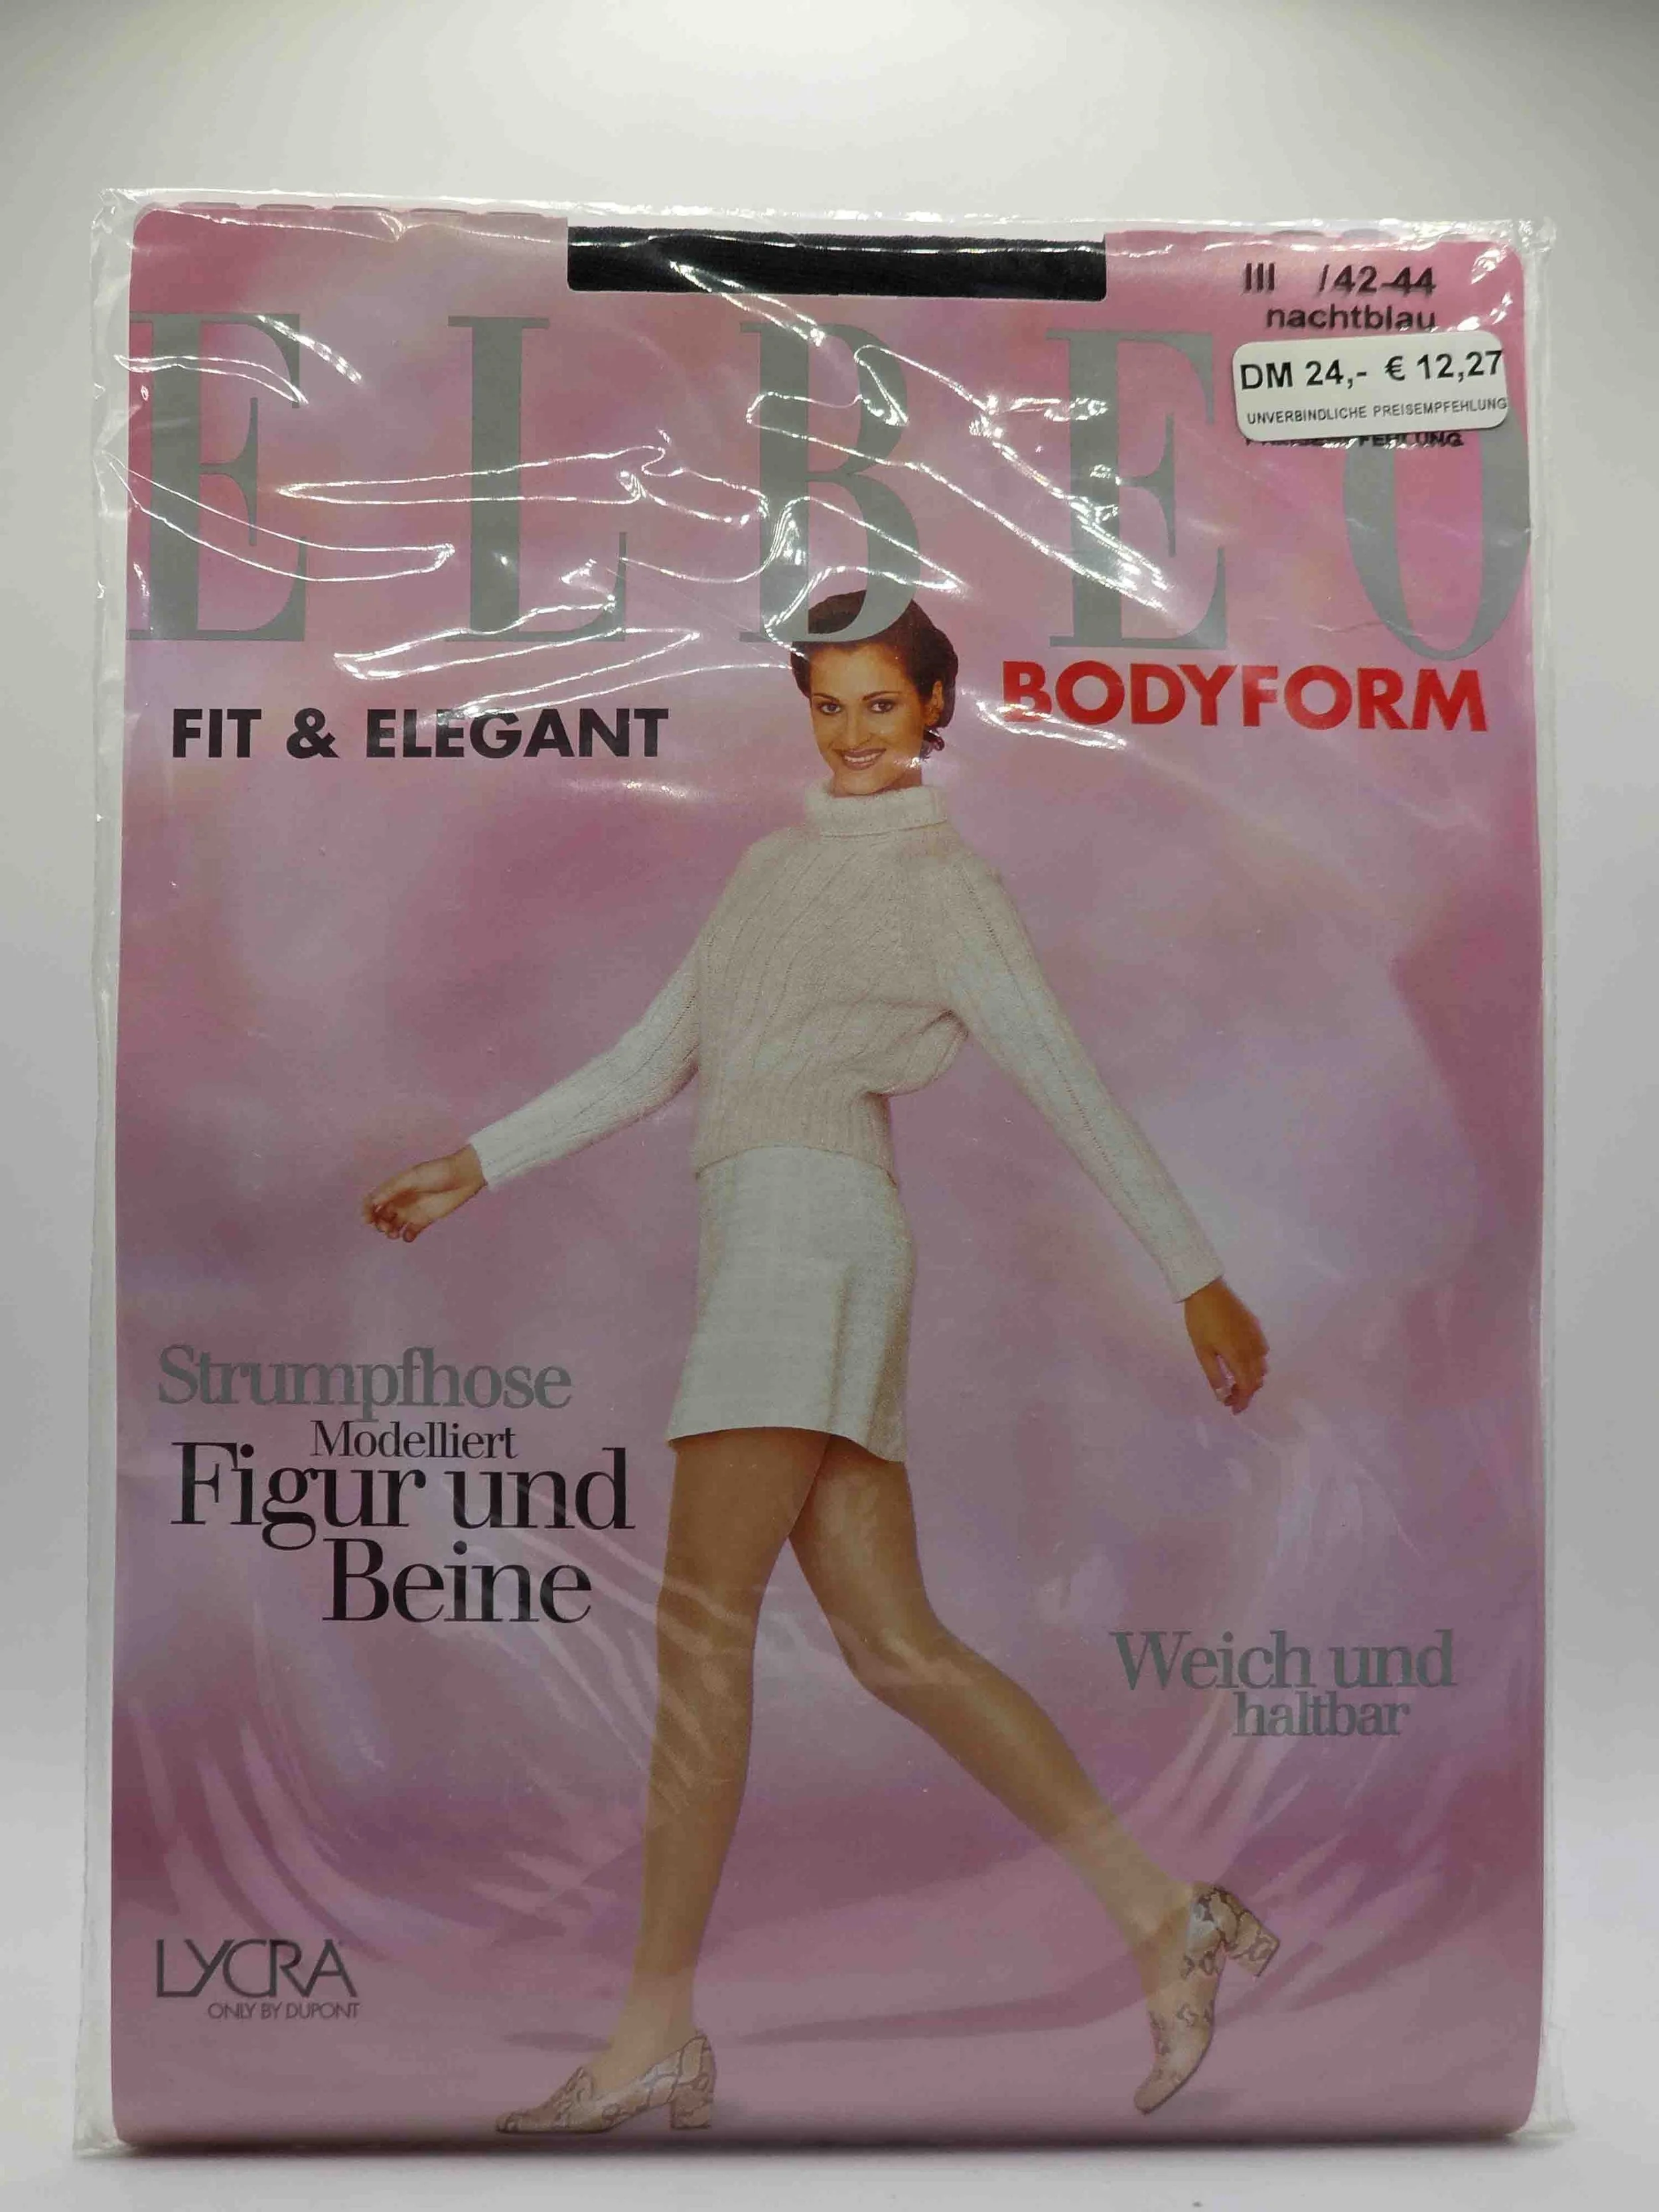 III /42-44
nachtblau
DM 24,- € 12,27
UNVERBINDLICHE PREISEMPFEHLUNG
ELBEO
BODYFORM
FIT & ELEGANT
Strumpfhose
Modelliert
Figur und
Beine
Weich und
haltbar
LYCRA
ONLY BY DUPONT